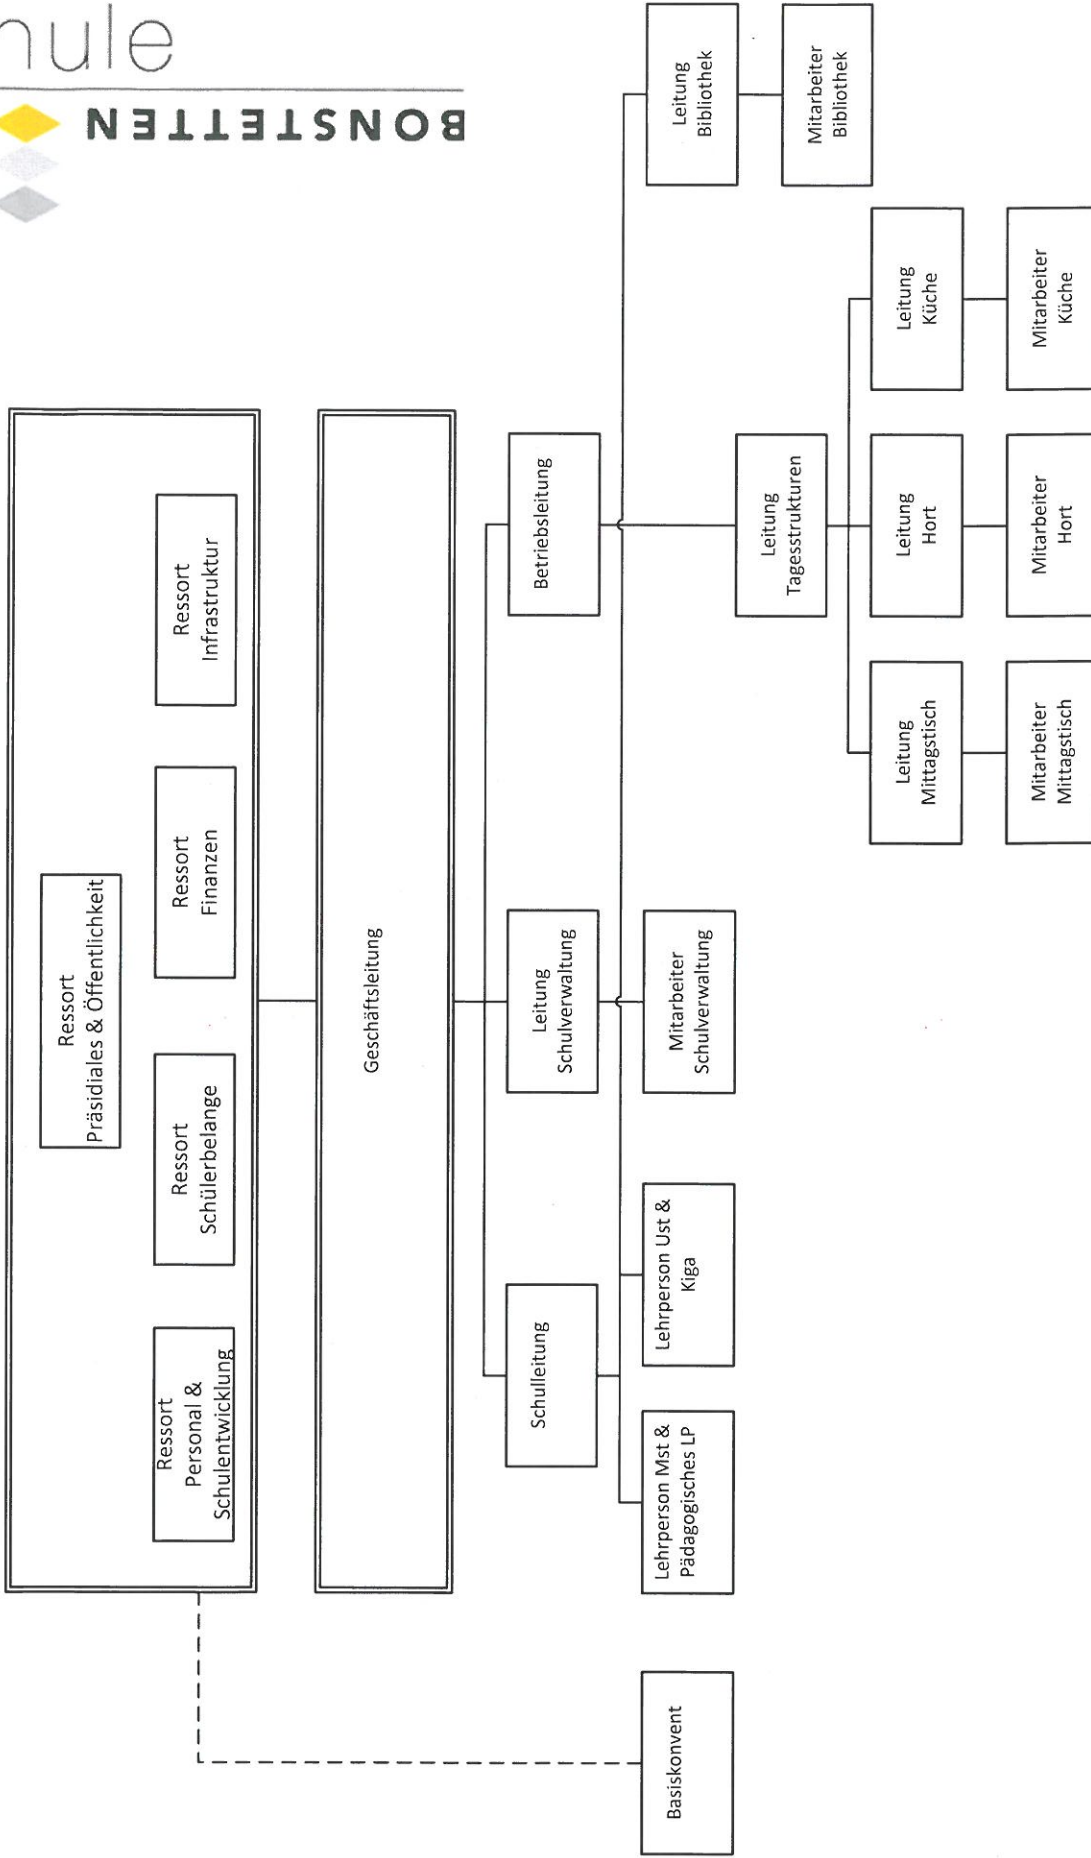 hule
BONSTETTEN
Ressort
Präsidiales & Öffentlichkeit
Ressort
Personal &
Schulentwicklung
Ressort
Schülerbelange
Ressort
Finanzen
Ressort
Infrastruktur
Geschäftsleitung
Schulleitung
Leitung
Schulverwaltung
Betriebsleitung
Basiskonvent
Lehrperson Mst &
Pädagogisches LP
Lehrperson Ust &
Kiga
Mitarbeiter
Schulverwaltung
Leitung
Bibliothek
Leitung
Tagesstrukturen
Mitarbeiter
Bibliothek
Leitung
Mittagstisch
Leitung
Hort
Leitung
Küche
Mitarbeiter
Mittagstisch
Mitarbeiter
Hort
Mitarbeiter
Küche